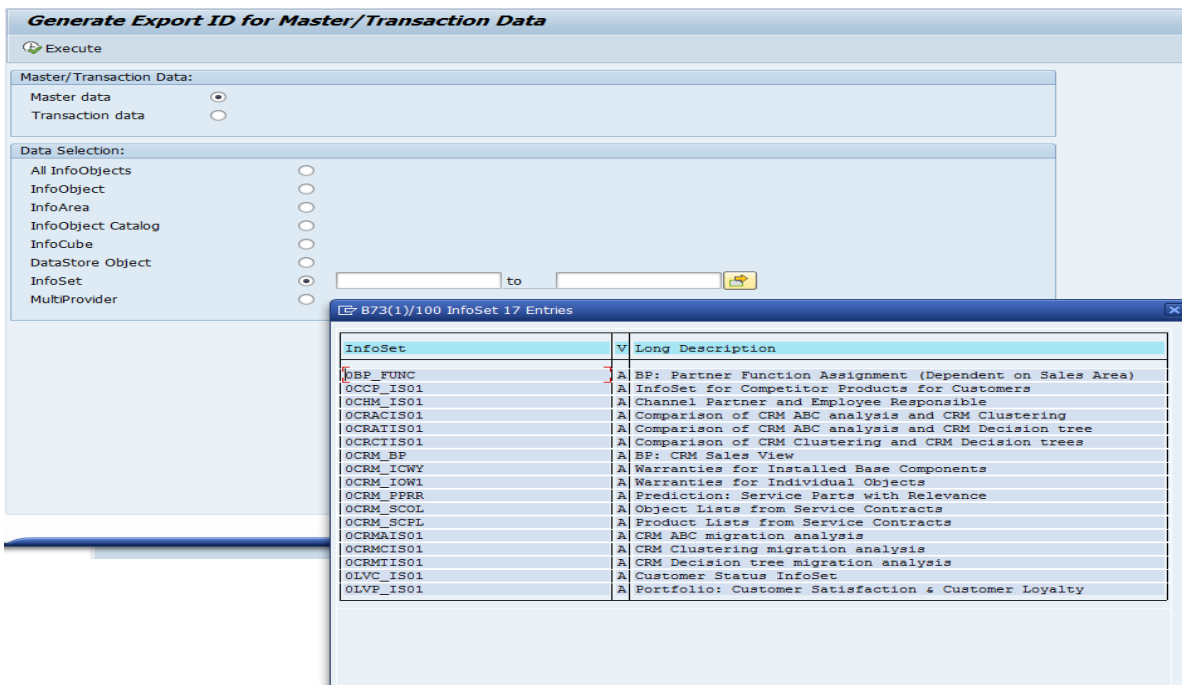 Generate Export ID for Master/Transaction Data
Execute
Master/Transaction Data:
Master data
Transaction data
Data Selection:
All InfoObjects
InfoObject
InfoArea
InfoObject Catalog
InfoCube
DataStore Object
InfoSet to
MultiProvider
B73(1)/100 InfoSet 17 Entries
InfoSet V Long Description
0BP_FUNC A BP: Partner Function Assignment (Dependent on Sales Area)
0CCP_IS01 A InfoSet for Competitor Products for Customers
0CHM_IS01 A Channel Partner and Employee Responsible
0CRACIS01 A Comparison of CRM ABC analysis and CRM Clustering
0CRATIS01 A Comparison of CRM ABC analysis and CRM Decision tree
0CRCTIS01 A Comparison of CRM Clustering and CRM Decision trees
0CRM_BP A BP: CRM Sales View
0CRM_ICWY A Warranties for Installed Base Components
0CRM_IOW1 A Warranties for Individual Objects
0CRM_PPRR A Prediction: Service Parts with Relevance
0CRM_SCOL A Object Lists from Service Contracts
0CRM_SCPL A Product Lists from Service Contracts
0CRMAIS01 A CRM ABC migration analysis
0CRMCIS01 A CRM Clustering migration analysis
0CRMTIS01 A CRM Decision tree migration analysis
0LVC_IS01 A Customer Status InfoSet
0LVP_IS01 A Portfolio: Customer Satisfaction & Customer Loyalty